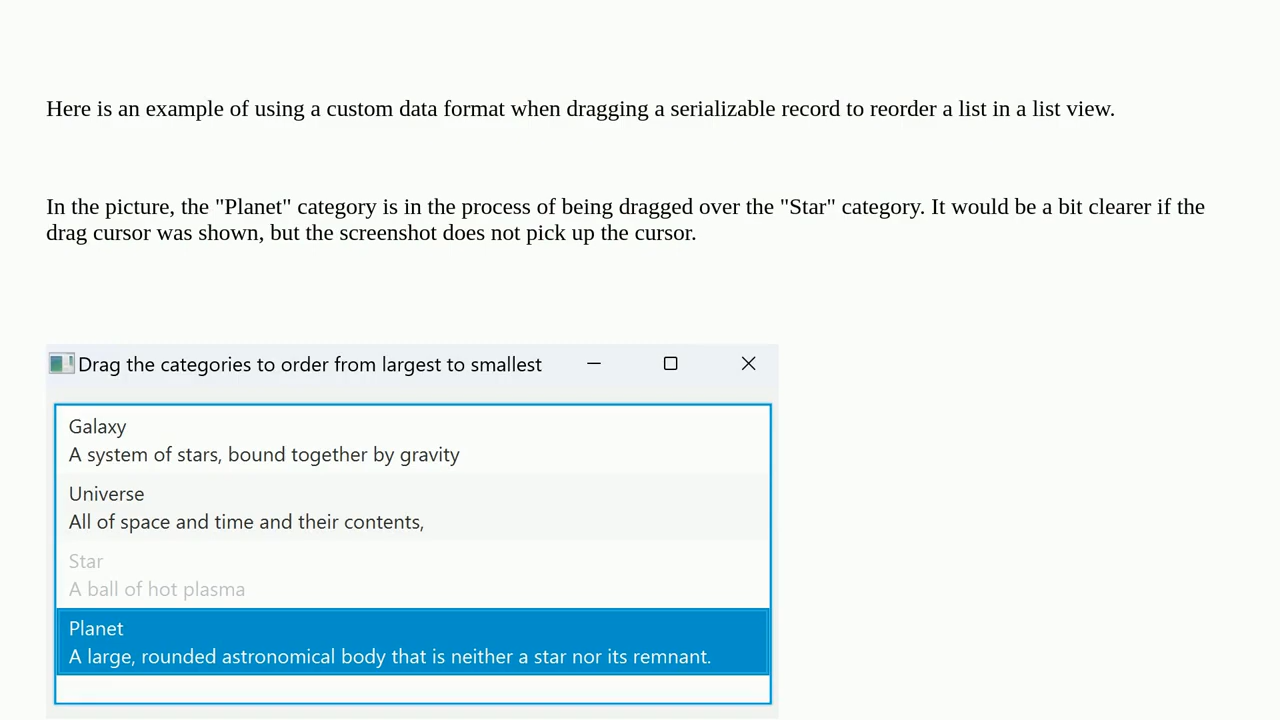 Here is an example of using a custom data format when dragging a serializable record to reorder a list in a list view.
In the picture, the "Planet" category is in the process of being dragged over the "Star" category. It would be a bit clearer if the
drag cursor was shown, but the screenshot does not pick up the cursor.
Drag the categories to order from largest to smallest
Galaxy
A system of stars, bound together by gravity
Universe
All of space and time and their contents,
Star
A ball of hot plasma
Planet
A large, rounded astronomical body that is neither a star nor its remnant.